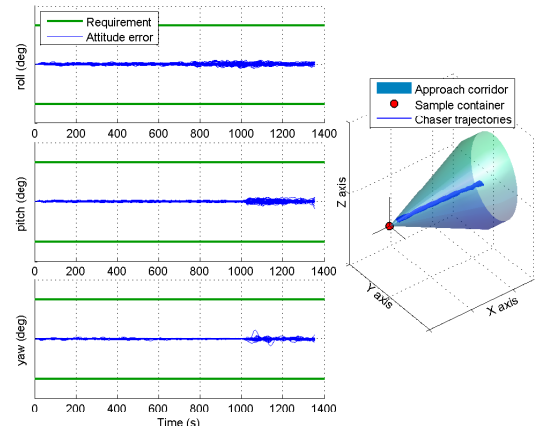 Requirement
Attitude error
roll (deg)
0 200 400 600 800 1000 1200 1400
pitch (deg)
0 200 400 600 800 1000 1200 1400
yaw (deg)
0 200 400 600 800 1000 1200 1400
Time (s)
Approach corridor
Sample container
Chaser trajectories
Z axis
Y axis
X axis